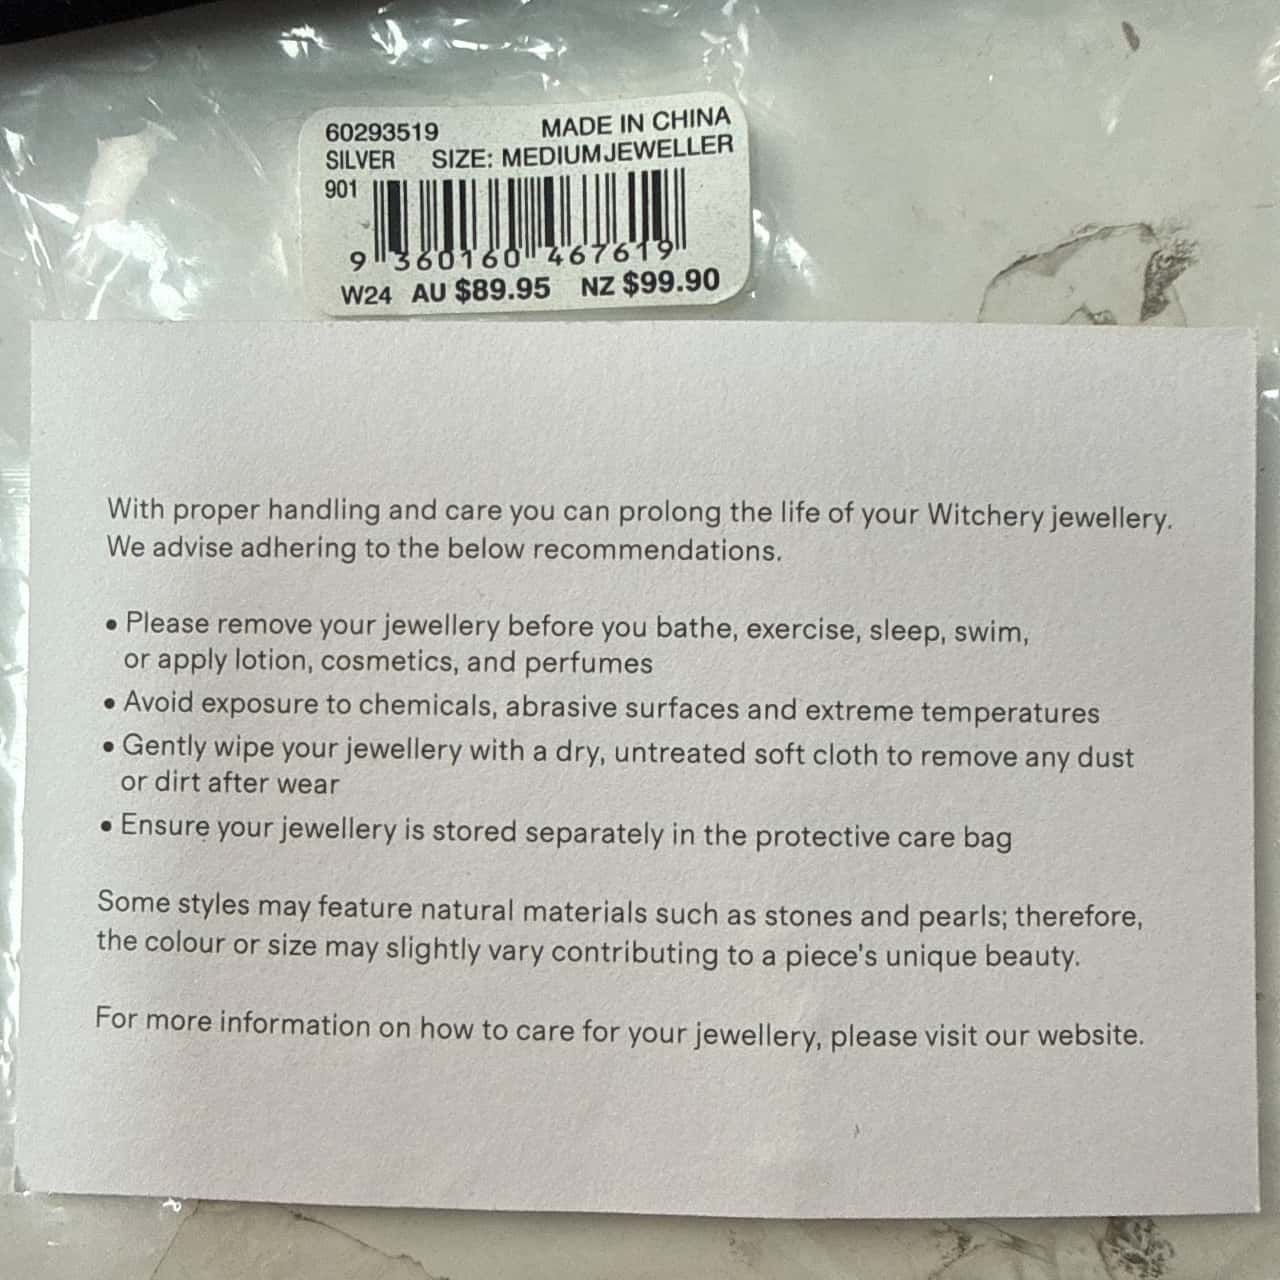 60293519 MADE IN CHINA
SILVER SIZE: MEDIUM JEWELLER
901
9 360160 467619
W24 AU $89.95 NZ $99.90
With proper handling and care you can prolong the life of your Witchery jewellery.
We advise adhering to the below recommendations.
• Please remove your jewellery before you bathe, exercise, sleep, swim,
or apply lotion, cosmetics, and perfumes
• Avoid exposure to chemicals, abrasive surfaces and extreme temperatures
• Gently wipe your jewellery with a dry, untreated soft cloth to remove any dust
or dirt after wear
• Ensure your jewellery is stored separately in the protective care bag
Some styles may feature natural materials such as stones and pearls; therefore,
the colour or size may slightly vary contributing to a piece's unique beauty.
For more information on how to care for your jewellery, please visit our website.